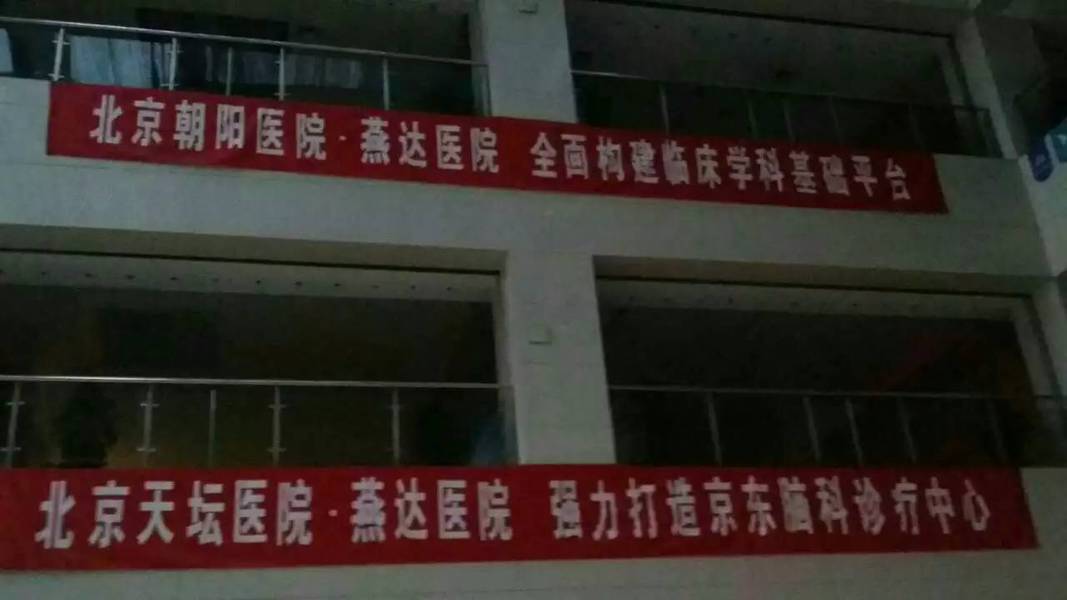 北京朝阳医院·燕达医院 全面构建临床学科基础平台
北京天坛医院·燕达医院 强力打造京东脑科诊疗中心